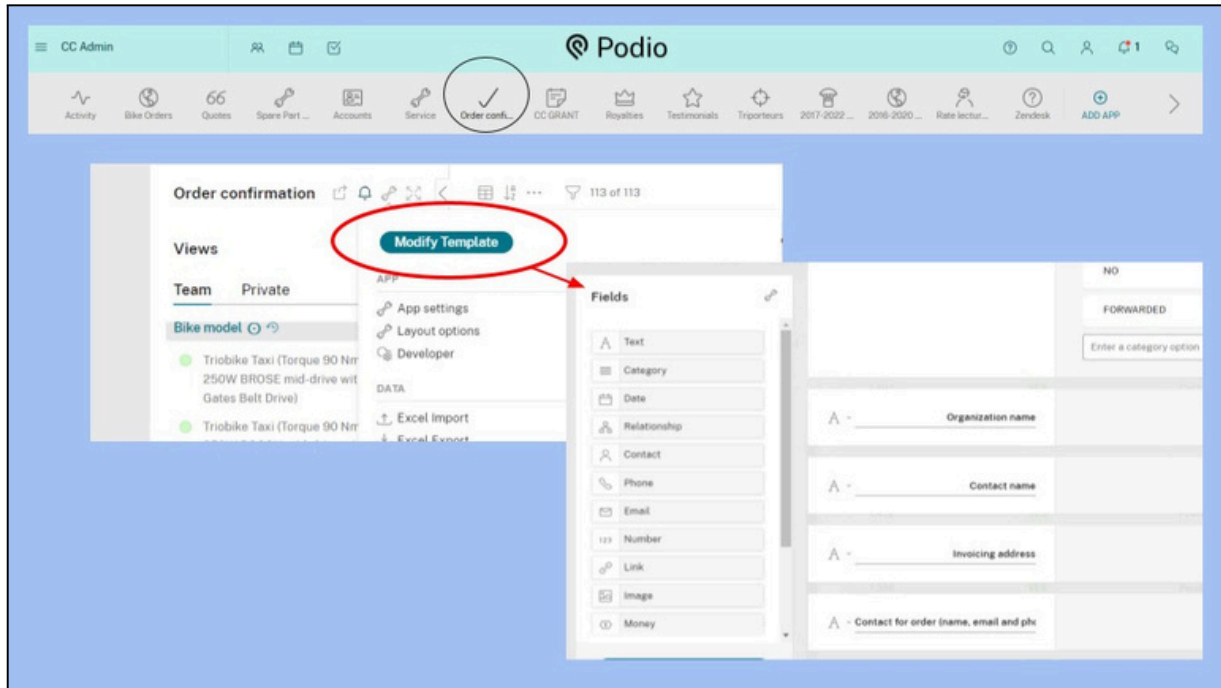 CC Admin
Podio
1
Activity
Bike Orders
66
Quotes
Spare Part ...
Accounts
Service
Order confi...
CC GRANT
Royalties
Testimonials
Triporteurs
2017-2022 ...
2016-2020 ...
Rate lectur...
Zendesk
ADD APP
Order confirmation
113 of 113
Views
Modify Template
Team Private
APP
App settings
Layout options
Developer
DATA
Excel Import
Excel Export
Bike model
Triobike Taxi (Torque 90 Nm
250W BROSE mid-drive wit
Gates Belt Drive)
Triobike Taxi (Torque 90 Nm
Fields
A Text
Category
Date
Relationship
Contact
Phone
Email
123 Number
Link
Image
Money
NO
FORWARDED
Enter a category option
A Organization name
A Contact name
A Invoicing address
A Contact for order (name, email and pho